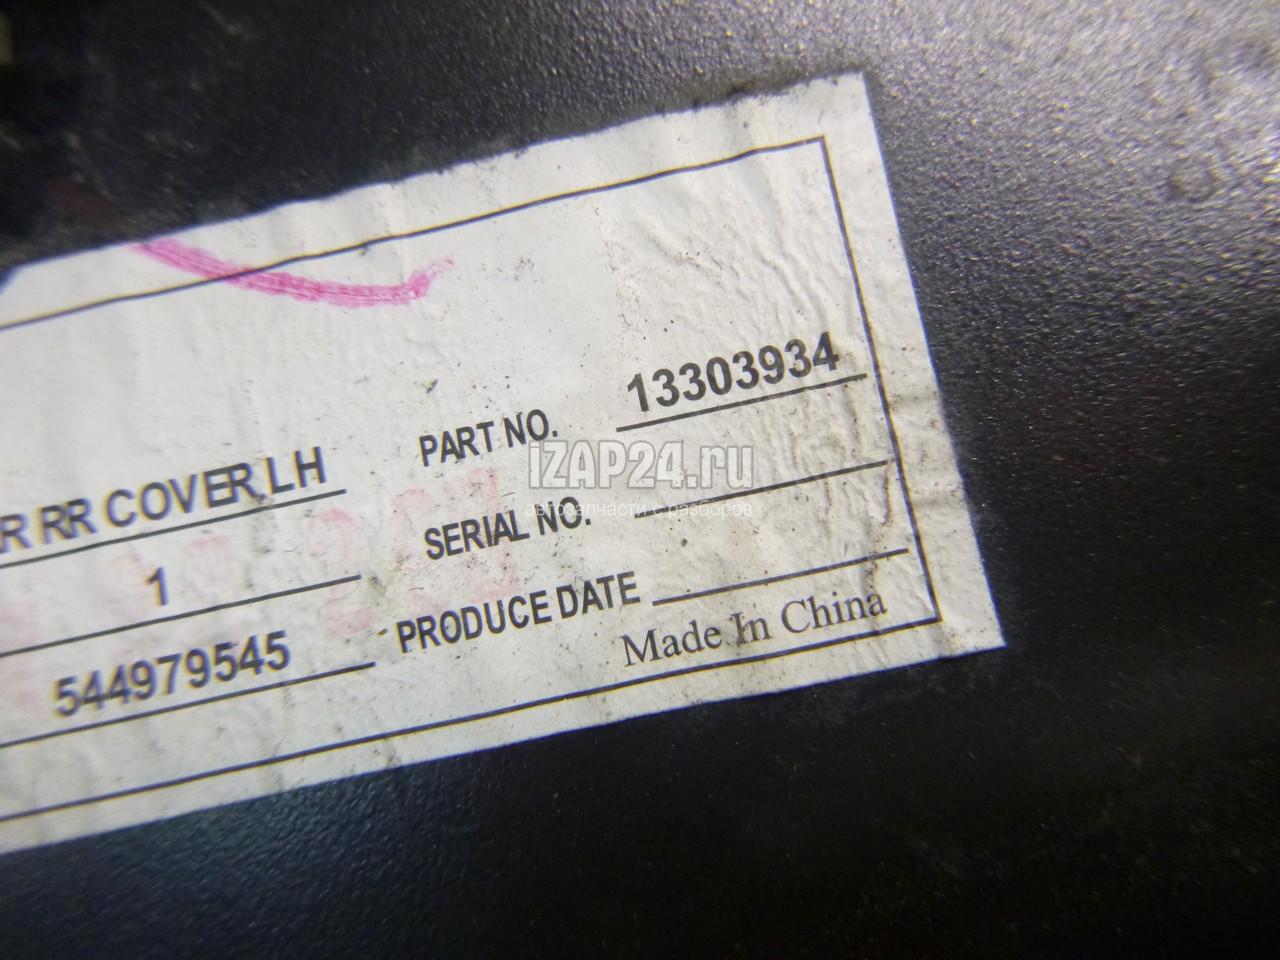 13303934
R RR COVER, LH PART NO.
iZAP24.ru
автозапчасти с разборов
1 SERIAL NO.
544979545 PRODUCE DATE
Made In China